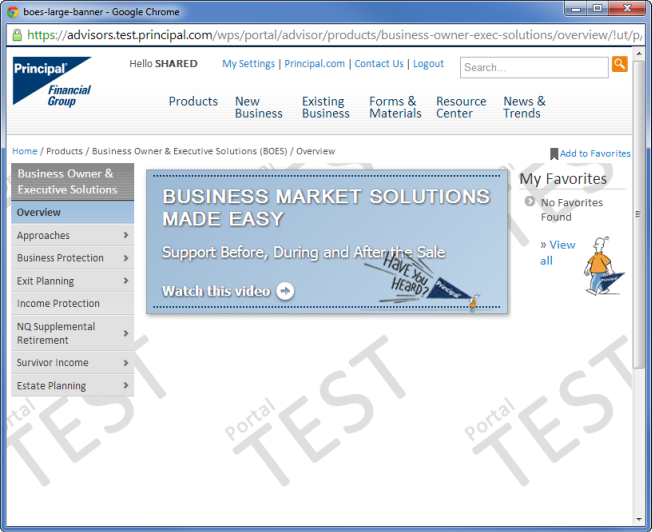 boes-large-banner - Google Chrome
https://advisors.test.principal.com/wps/portal/advisor/products/business-owner-exec-solutions/overview/!ut/p/
Principal
Financial
Group
Hello SHARED
My Settings | Principal.com | Contact Us | Logout
Search...
Products
New
Business
Existing
Business
Forms &
Materials
Resource
Center
News &
Trends
Home / Products / Business Owner & Executive Solutions (BOES) / Overview
Add to Favorites
Business Owner &
Executive Solutions
Overview
Approaches
Business Protection
Exit Planning
Income Protection
NQ Supplemental
Retirement
Survivor Income
Estate Planning
BUSINESS MARKET SOLUTIONS
MADE EASY
Support Before, During and After the Sale
Watch this video
HAVE YOU
HEARD?
Principal
My Favorites
No Favorites
Found
» View
all
Principal
Portal
TEST
Portal
TEST
Portal
TEST
TEST
TEST
TEST